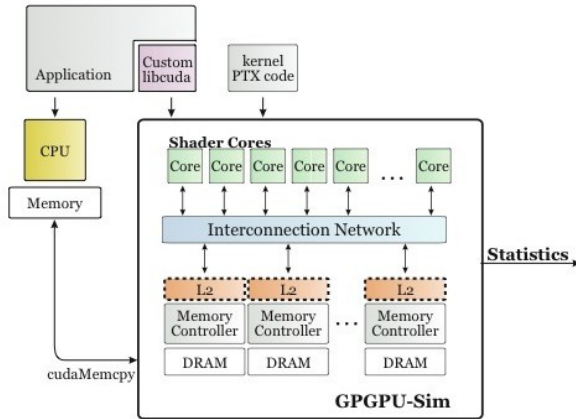 Application
Custom
libcuda
kernel
PTX code
CPU
Memory
cudaMemcpy
Shader Cores
Core Core Core Core Core ... Core
Interconnection Network
L2 L2 ... L2
Memory Controller Memory Controller ... Memory Controller
DRAM DRAM DRAM
GPGPU-Sim
Statistics